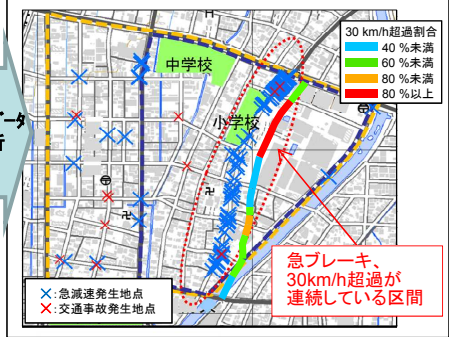 30 km/h超過割合
40 %未満
60 %未満
80 %未満
80 %以上
中学校
小学校
データ
急ブレーキ、
30km/h超過が
連続している区間
×:急減速発生地点
×:交通事故発生地点